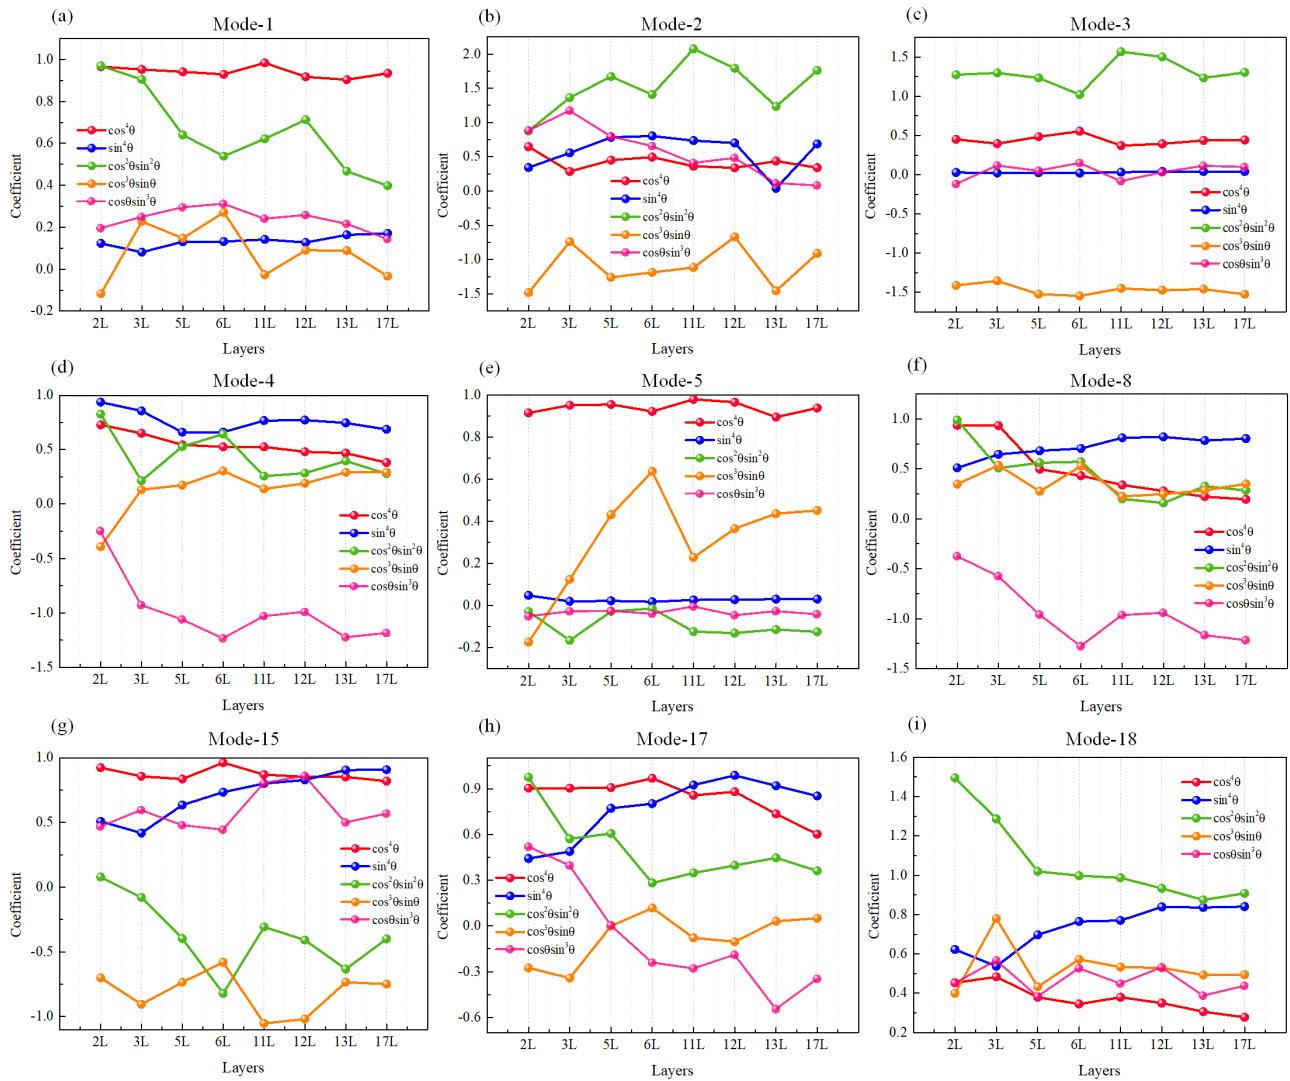 (a)
Mode-1
Coefficient
1.0
0.8
0.6
0.4
0.2
0.0
-0.2
cos⁴θ
sin⁴θ
cos²θsin²θ
cos³θsinθ
cosθsin³θ
2L 3L 5L 6L 11L 12L 13L 17L
Layers
(b)
Mode-2
Coefficient
2.0
1.5
1.0
0.5
0.0
-0.5
-1.0
-1.5
cos⁴θ
sin⁴θ
cos²θsin²θ
cos³θsinθ
cosθsin³θ
2L 3L 5L 6L 11L 12L 13L 17L
Layers
(c)
Mode-3
Coefficient
1.5
1.0
0.5
0.0
-0.5
-1.0
-1.5
cos⁴θ
sin⁴θ
cos²θsin²θ
cos³θsinθ
cosθsin³θ
2L 3L 5L 6L 11L 12L 13L 17L
Layers
(d)
Mode-4
Coefficient
1.0
0.5
0.0
-0.5
-1.0
-1.5
cos⁴θ
sin⁴θ
cos²θsin²θ
cos³θsinθ
cosθsin³θ
2L 3L 5L 6L 11L 12L 13L 17L
Layers
(e)
Mode-5
Coefficient
1.0
0.8
0.6
0.4
0.2
0.0
-0.2
cos⁴θ
sin⁴θ
cos²θsin²θ
cos³θsinθ
cosθsin³θ
2L 3L 5L 6L 11L 12L 13L 17L
Layers
(f)
Mode-8
Coefficient
1.0
0.5
0.0
-0.5
-1.0
-1.5
cos⁴θ
sin⁴θ
cos²θsin²θ
cos³θsinθ
cosθsin³θ
2L 3L 5L 6L 11L 12L 13L 17L
Layers
(g)
Mode-15
Coefficient
1.0
0.5
0.0
-0.5
-1.0
cos⁴θ
sin⁴θ
cos²θsin²θ
cos³θsinθ
cosθsin³θ
2L 3L 5L 6L 11L 12L 13L 17L
Layers
(h)
Mode-17
Coefficient
0.9
0.6
0.3
0.0
-0.3
-0.6
cos⁴θ
sin⁴θ
cos²θsin²θ
cos³θsinθ
cosθsin³θ
2L 3L 5L 6L 11L 12L 13L 17L
Layers
(i)
Mode-18
Coefficient
1.6
1.4
1.2
1.0
0.8
0.6
0.4
0.2
cos⁴θ
sin⁴θ
cos²θsin²θ
cos³θsinθ
cosθsin³θ
2L 3L 5L 6L 11L 12L 13L 17L
Layers